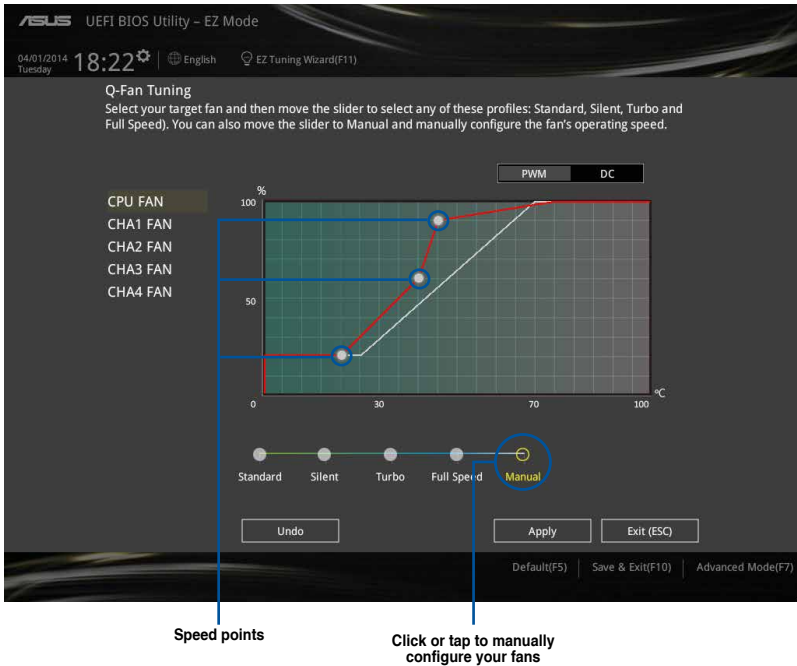 ASUS UEFI BIOS Utility – EZ Mode
04/01/2014
Tuesday
18:22
English
EZ Tuning Wizard(F11)
Q-Fan Tuning
Select your target fan and then move the slider to select any of these profiles: Standard, Silent, Turbo and
Full Speed). You can also move the slider to Manual and manually configure the fan's operating speed.
PWM DC
CPU FAN
CHA1 FAN
CHA2 FAN
CHA3 FAN
CHA4 FAN
%
100
50
0 30 70 100
ºC
Standard Silent Turbo Full Speed Manual
Undo Apply Exit (ESC)
Default(F5) Save & Exit(F10) Advanced Mode(F7)
Speed points
Click or tap to manually
configure your fans